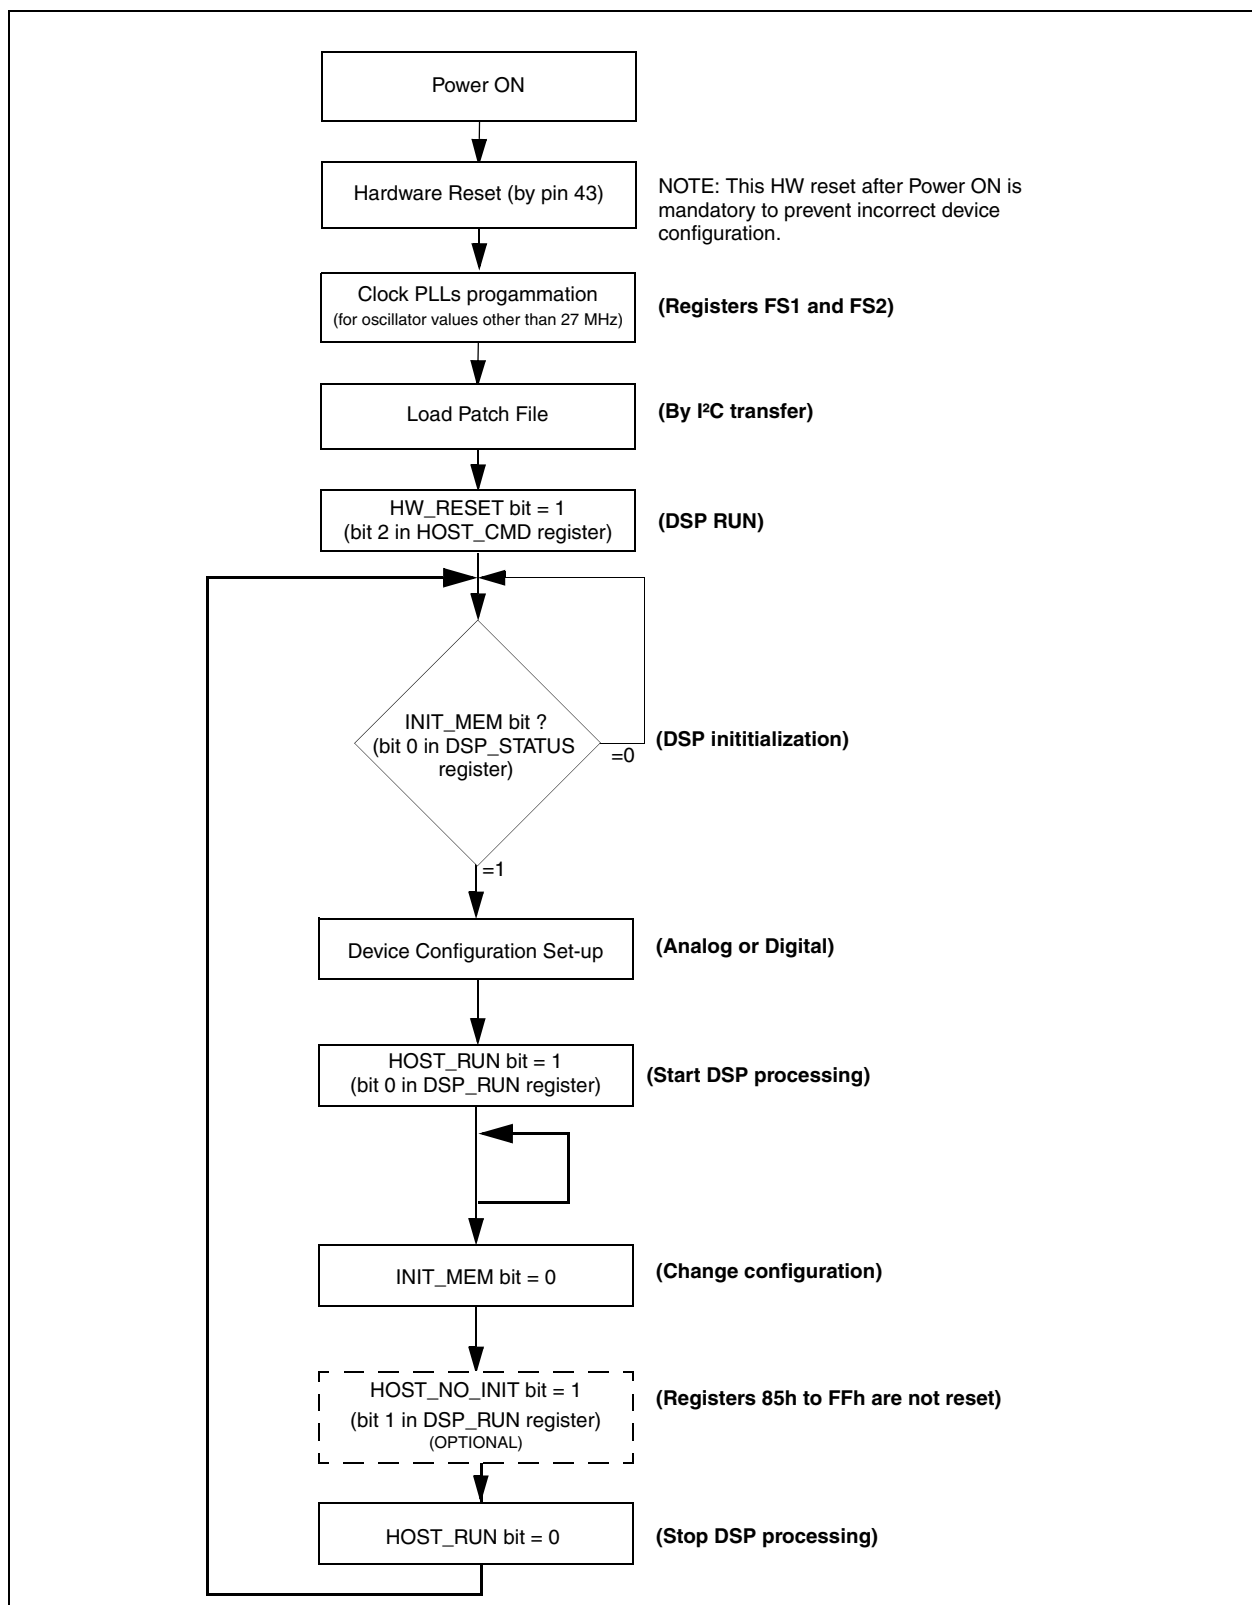 Power ON
Hardware Reset (by pin 43)
NOTE: This HW reset after Power ON is
mandatory to prevent incorrect device
configuration.
Clock PLLs progammation
(for oscillator values other than 27 MHz)
(Registers FS1 and FS2)
Load Patch File
(By I²C transfer)
HW_RESET bit = 1
(bit 2 in HOST_CMD register)
(DSP RUN)
INIT_MEM bit ?
(bit 0 in DSP_STATUS
register)
=0
(DSP inititialization)
=1
Device Configuration Set-up
(Analog or Digital)
HOST_RUN bit = 1
(bit 0 in DSP_RUN register)
(Start DSP processing)
INIT_MEM bit = 0
(Change configuration)
HOST_NO_INIT bit = 1
(bit 1 in DSP_RUN register)
(OPTIONAL)
(Registers 85h to FFh are not reset)
HOST_RUN bit = 0
(Stop DSP processing)